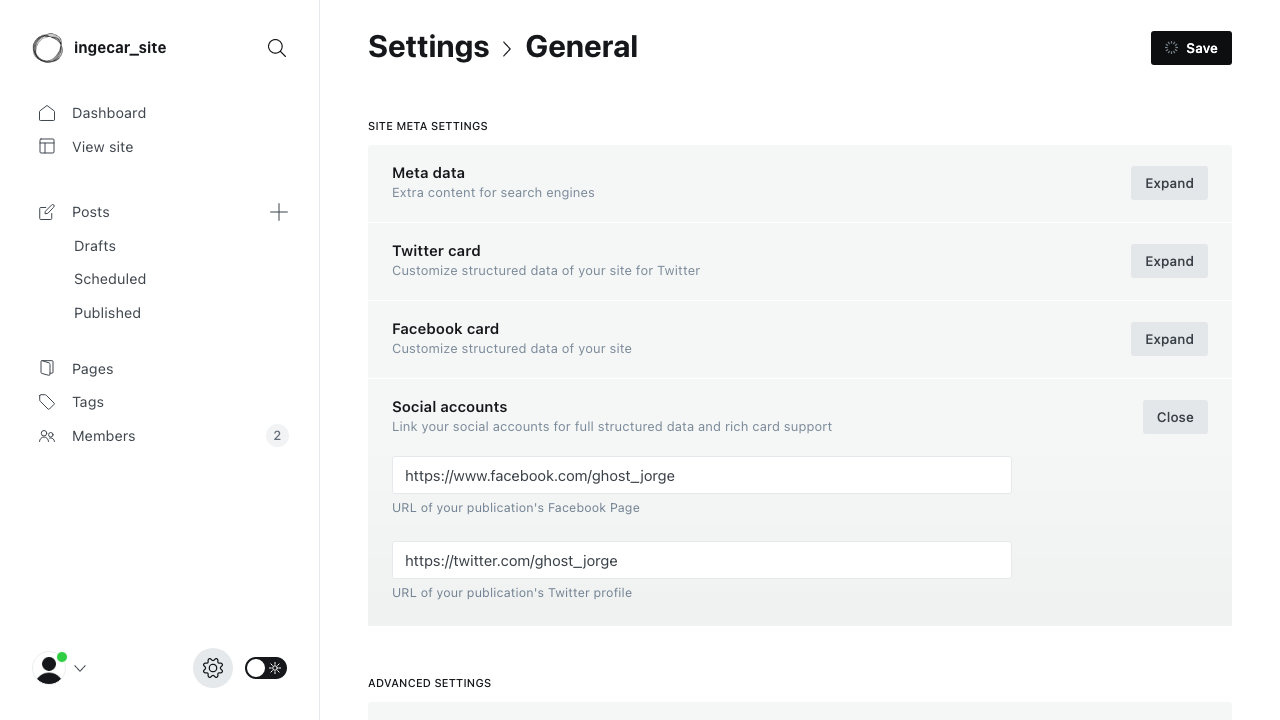 ingecar_site
Dashboard
View site
Posts
Drafts
Scheduled
Published
Pages
Tags
Members
2
Settings
General
Save
SITE META SETTINGS
Meta data
Extra content for search engines
Expand
Twitter card
Customize structured data of your site for Twitter
Expand
Facebook card
Customize structured data of your site
Expand
Social accounts
Link your social accounts for full structured data and rich card support
Close
https://www.facebook.com/ghost_jorge
URL of your publication's Facebook Page
https://twitter.com/ghost_jorge
URL of your publication's Twitter profile
ADVANCED SETTINGS